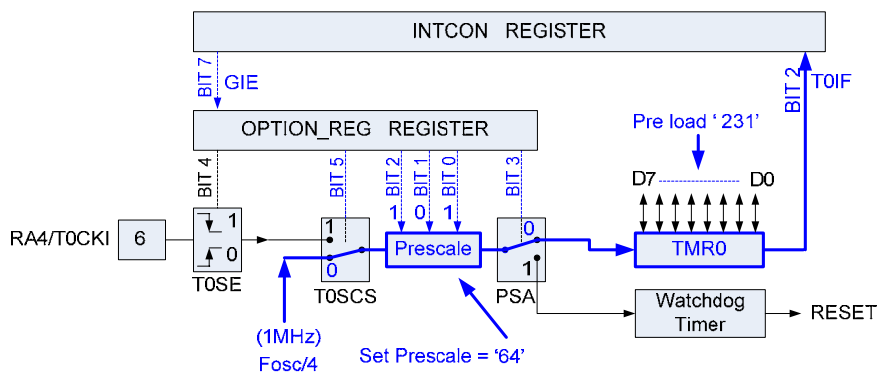 INTCON REGISTER
BIT 7
GIE
BIT 2
T0IF
OPTION_REG REGISTER
Pre load ‘ 231’
BIT 4
BIT 5
BIT 2
BIT 1
BIT 0
BIT 3
D7
D0
1 0 1
RA4/T0CKI
6
1
0
T0SE
1
0
T0SCS
Prescale
0
1
PSA
TMR0
Watchdog
Timer
RESET
(1MHz)
Fosc/4
Set Prescale = ‘64’